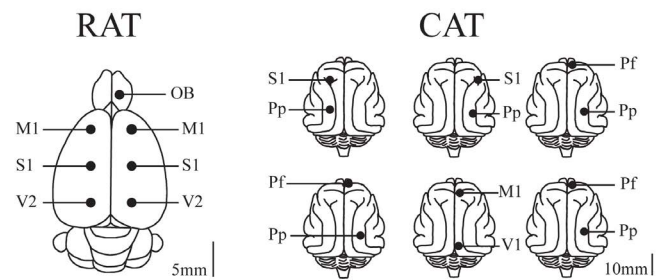 RAT
CAT
OB
M1 M1
S1 S1
V2 V2
5mm
S1 S1 Pf
Pp Pp Pp
Pf M1 Pf
Pp V1 Pp
10mm